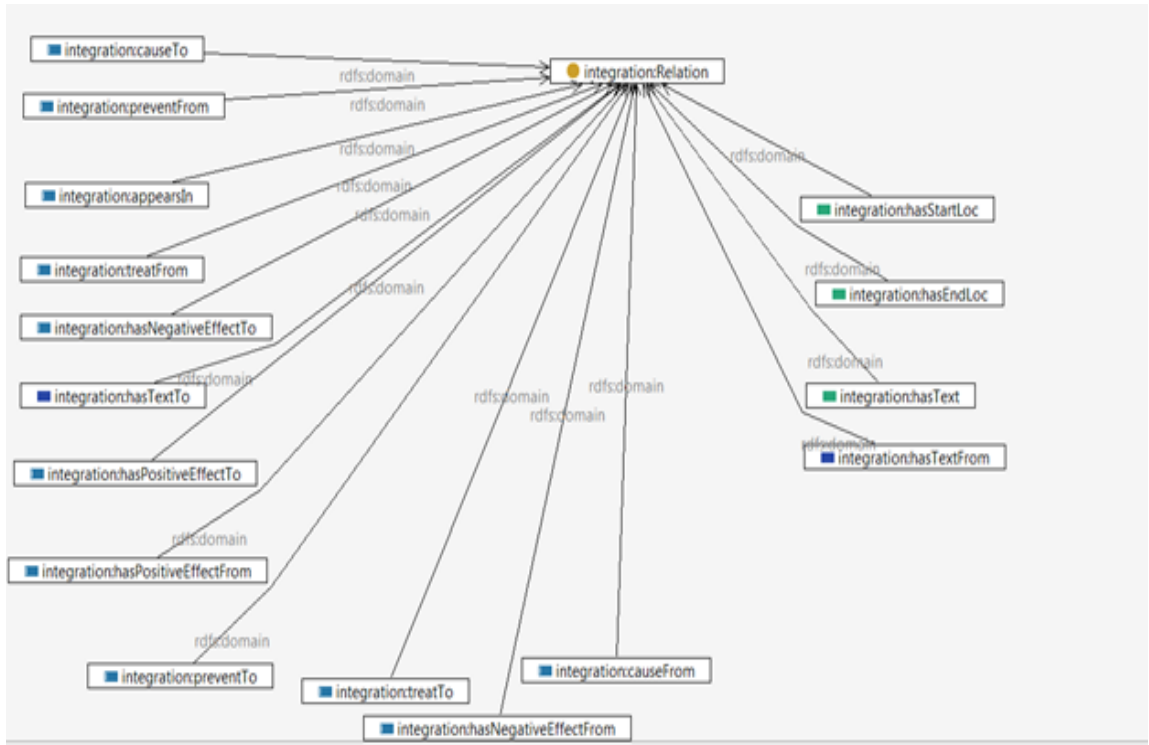 integration:causeTo
integration:Relation
rdfs:domain
integration:preventFrom
rdfs:domain
rdfs:domain
rdfs:domain
integration:appearsIn
rdfs:domain
integration:hasStartLoc
rdfs:domain
integration:treatFrom
rdfs:domain
rdfs:domain
integration:hasEndLoc
integration:hasNegativeEffectTo
rdfs:domain
rdfs:domain
integration:hasTextTo
rdfs:domain
rdfs:domain
integration:hasText
rdfs:domain
rdfs:domain
integration:hasTextFrom
integration:hasPositiveEffectTo
rdfs:domain
integration:hasPositiveEffectFrom
rdfs:domain
integration:preventTo
integration:causeFrom
integration:treatTo
integration:hasNegativeEffectFrom